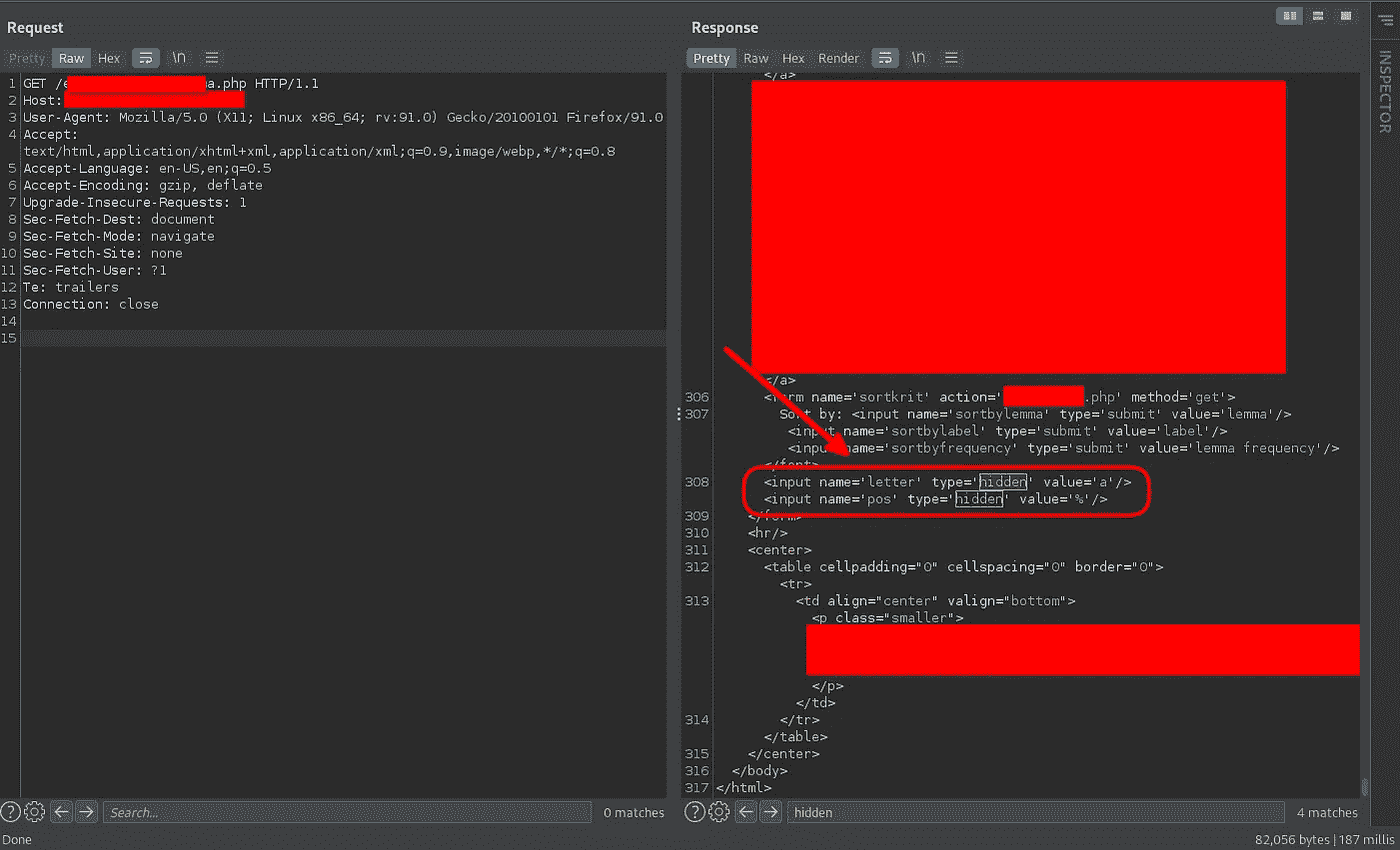 Request
Pretty Raw Hex \n
1 GET /e a.php HTTP/1.1
2 Host:
3 User-Agent: Mozilla/5.0 (X11; Linux x86_64; rv:91.0) Gecko/20100101 Firefox/91.0
4 Accept:
text/html,application/xhtml+xml,application/xml;q=0.9,image/webp,*/*;q=0.8
5 Accept-Language: en-US,en;q=0.5
6 Accept-Encoding: gzip, deflate
7 Upgrade-Insecure-Requests: 1
8 Sec-Fetch-Dest: document
9 Sec-Fetch-Mode: navigate
10 Sec-Fetch-Site: none
11 Sec-Fetch-User: ?1
12 Te: trailers
13 Connection: close
14
15
Search...
0 matches
Done
Response
Pretty Raw Hex Render \n
</a>
</a>
306 <form name='sortkrit' action=' .php' method='get'>
307 Sort by: <input name='sortbylemma' type='submit' value='lemma'/>
<input name='sortbylabel' type='submit' value='label'/>
<input name='sortbyfrequency' type='submit' value='lemma frequency'/>
</font>
308 <input name='letter' type='hidden' value='a'/>
<input name='pos' type='hidden' value='%'/>
309 </form>
310 <hr/>
311 <center>
312 <table cellpadding="0" cellspacing="0" border="0">
<tr>
313 <td align="center" valign="bottom">
<p class="smaller">
</p>
</td>
314 </tr>
</table>
315 </center>
316 </body>
317 </html>
hidden
4 matches
82,056 bytes | 187 millis
INSPECTOR